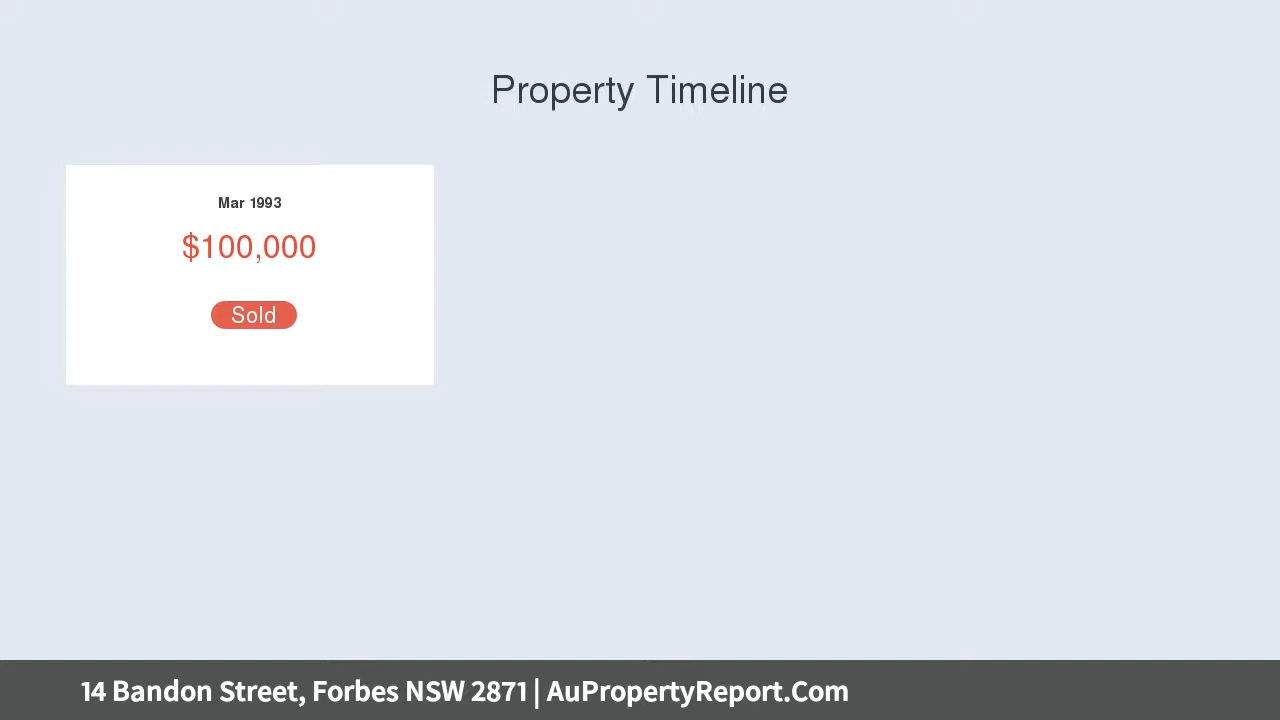 Property Timeline
Mar 1993
$100,000
Sold
14 Bandon Street, Forbes NSW 2871 | AuPropertyReport.Com